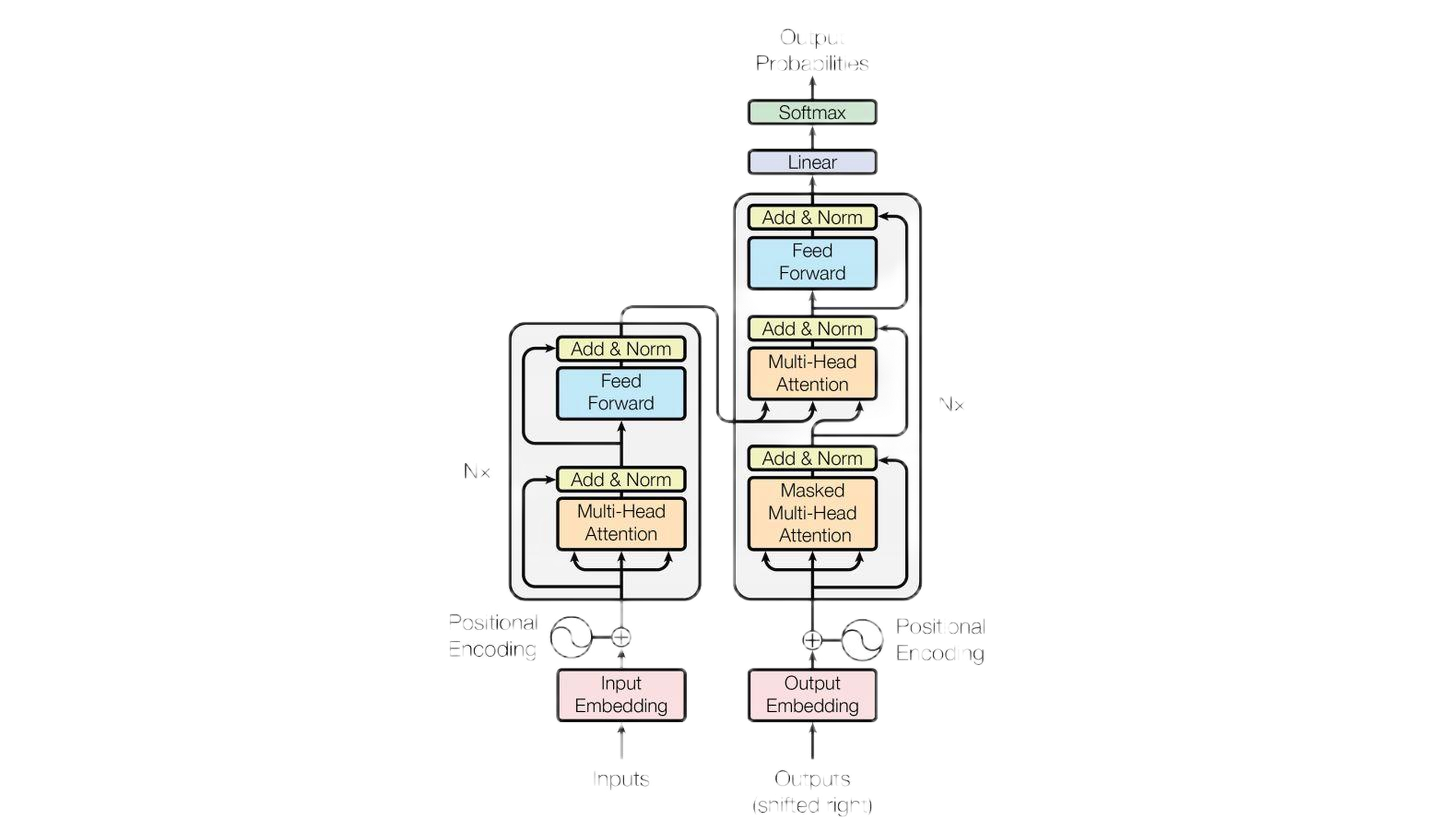 Output
Probabilities
Softmax
Linear
Add & Norm
Feed
Forward
Add & Norm
Multi-Head
Attention
Add & Norm
Masked
Multi-Head
Attention
N×
Add & Norm
Feed
Forward
Add & Norm
Multi-Head
Attention
N×
Positional
Encoding
Positional
Encoding
Input
Embedding
Output
Embedding
Inputs
Outputs
(shifted right)